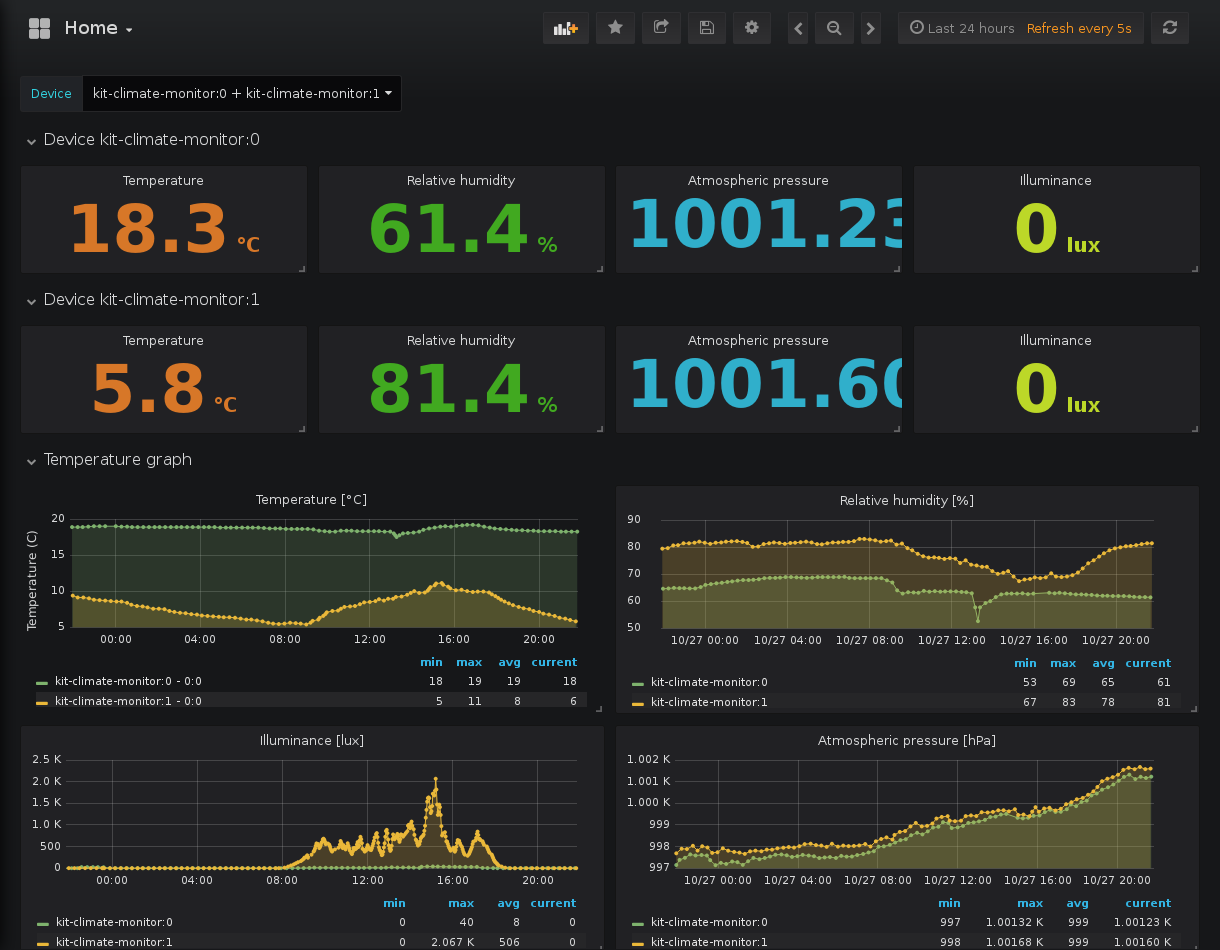 Home
Last 24 hours Refresh every 5s
Device kit-climate-monitor:0 + kit-climate-monitor:1
Device kit-climate-monitor:0
Temperature Relative humidity Atmospheric pressure Illuminance
18.3 °C 61.4 % 1001.23 0 lux
Device kit-climate-monitor:1
Temperature Relative humidity Atmospheric pressure Illuminance
5.8 °C 81.4 % 1001.60 0 lux
Temperature graph
Temperature [°C]
Temperature (C)
20
15
10
5
00:00 04:00 08:00 12:00 16:00 20:00
min max avg current
kit-climate-monitor:0 - 0:0 18 19 19 18
kit-climate-monitor:1 - 0:0 5 11 8 6
Relative humidity [%]
90
80
70
60
50
10/27 00:00 10/27 04:00 10/27 08:00 10/27 12:00 10/27 16:00 10/27 20:00
min max avg current
kit-climate-monitor:0 53 69 65 61
kit-climate-monitor:1 67 83 78 81
Illuminance [lux]
2.5 K
2.0 K
1.5 K
1.0 K
500
0
00:00 04:00 08:00 12:00 16:00 20:00
min max avg current
kit-climate-monitor:0 0 40 8 0
kit-climate-monitor:1 0 2.067 K 506 0
Atmospheric pressure [hPa]
1.002 K
1.001 K
1.000 K
999
998
997
10/27 00:00 10/27 04:00 10/27 08:00 10/27 12:00 10/27 16:00 10/27 20:00
min max avg current
kit-climate-monitor:0 997 1.00132 K 999 1.00123 K
kit-climate-monitor:1 998 1.00168 K 999 1.00160 K